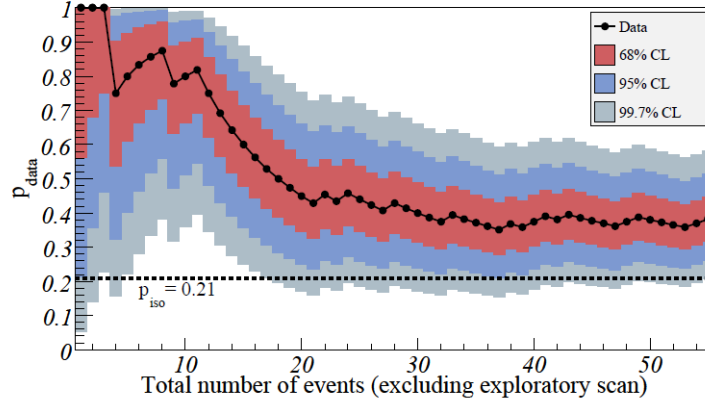 1
0.9
0.8
0.7
0.6
0.5
0.4
0.3
0.2
0.1
0
p_data
Data
68% CL
95% CL
99.7% CL
p_iso = 0.21
10 20 30 40 50
Total number of events (excluding exploratory scan)